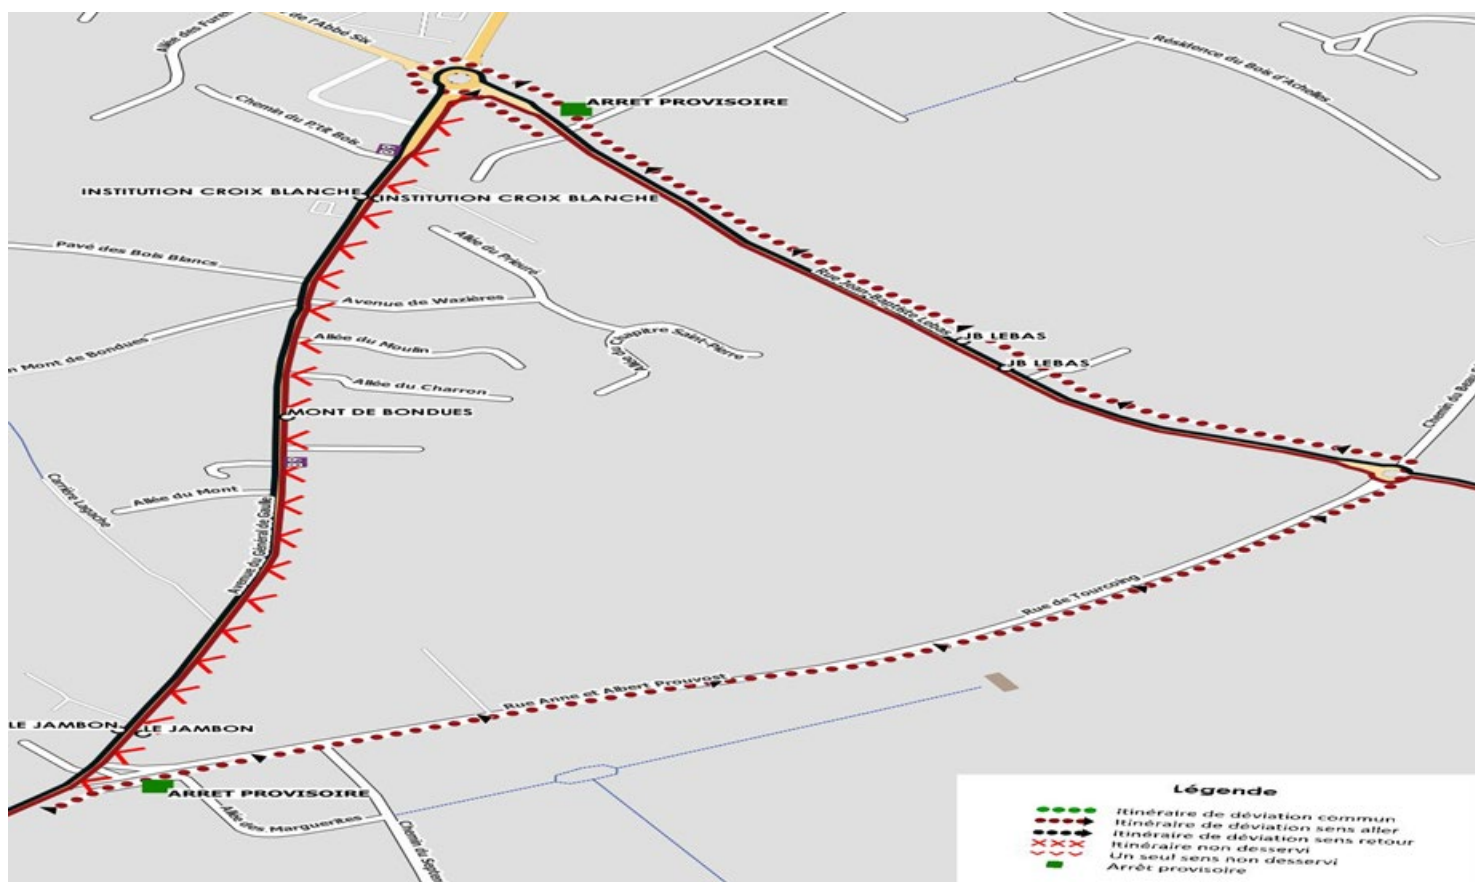 Allée des Furets
de l'Abbé Six
Résidence du Bois d'Achelles
ARRET PROVISOIRE
Chemin du P'tit Bois
INSTITUTION CROIX BLANCHE
INSTITUTION CROIX BLANCHE
Pavé des Bois Blancs
Allée du Prieuré
Avenue de Wazières
Rue Jean-Baptiste Lebas
JB LEBAS
JB LEBAS
n Mont de Bondues
Allée du Moulin
Allée du Chapitre Saint-Pierre
Allée du Charron
Chemin du Beau
MONT DE BONDUES
Carrière Lagache
Allée du Mont
Avenue du Général de Gaulle
Rue de Tourcoing
Rue Anne et Albert Prouvost
LE JAMBON
LE JAMBON
ARRET PROVISOIRE
Allée des Marguerites
Chemin du Septen
Légende
Itinéraire de déviation commun
Itinéraire de déviation sens aller
Itinéraire de déviation sens retour
Itinéraire non desservi
Un seul sens non desservi
Arrêt provisoire